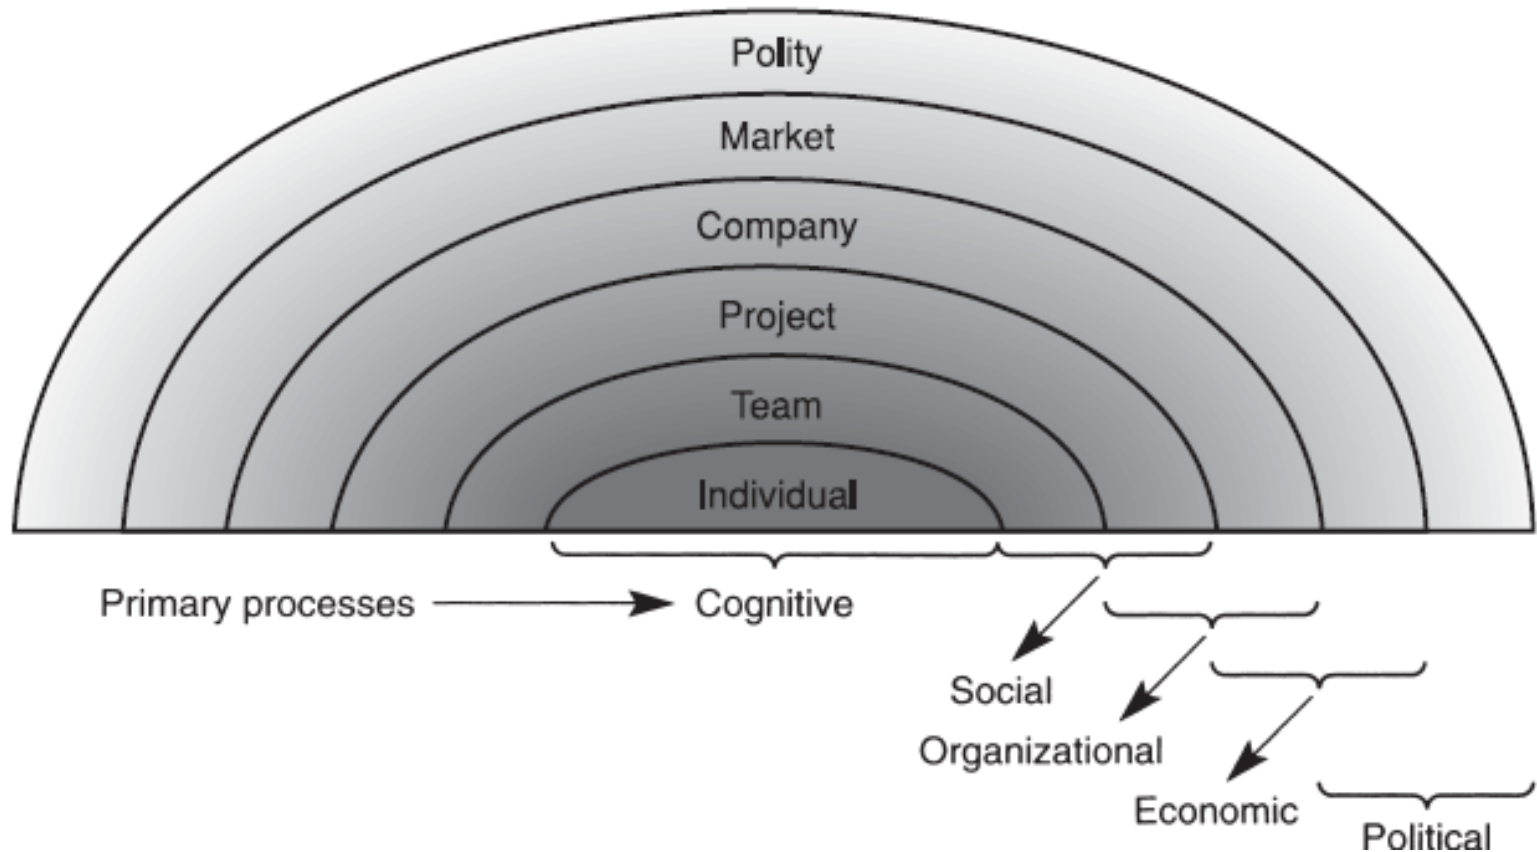 Polity
Market
Company
Project
Team
Individual
Primary processes
Cognitive
Social
Organizational
Economic
Political